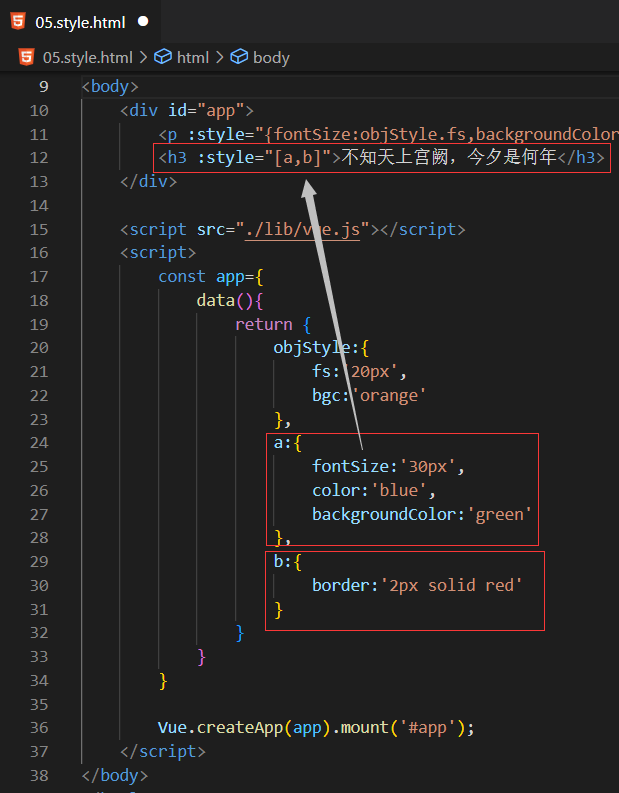 05.style.html
05.style.html > html > body
9 <body>
10 <div id="app">
11 <p :style="{fontSize:objStyle.fs,backgroundColor
12 <h3 :style="[a,b]">不知天上宫阙，今夕是何年</h3>
13 </div>
14
15 <script src="./lib/vue.js"></script>
16 <script>
17 const app={
18 data(){
19 return {
20 objStyle:{
21 fs:'20px',
22 bgc:'orange'
23 },
24 a:{
25 fontSize:'30px',
26 color:'blue',
27 backgroundColor:'green'
28 },
29 b:{
30 border:'2px solid red'
31 }
32 }
33 }
34 }
35
36 Vue.createApp(app).mount('#app');
37 </script>
38 </body>